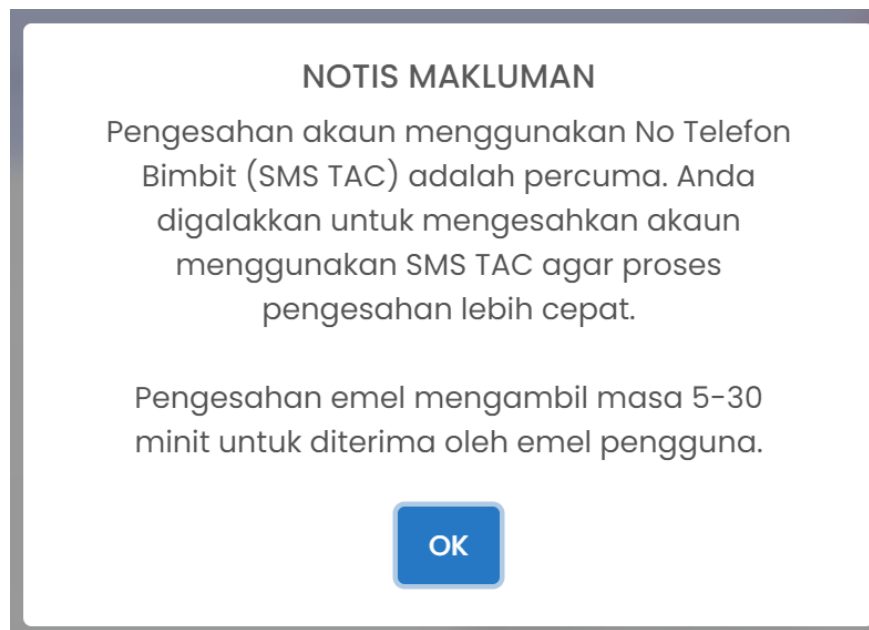 NOTIS MAKLUMAN
Pengesahan akaun menggunakan No Telefon
Bimbit (SMS TAC) adalah percuma. Anda
digalakkan untuk mengesahkan akaun
menggunakan SMS TAC agar proses
pengesahan lebih cepat.
Pengesahan emel mengambil masa 5-30
minit untuk diterima oleh emel pengguna.
OK